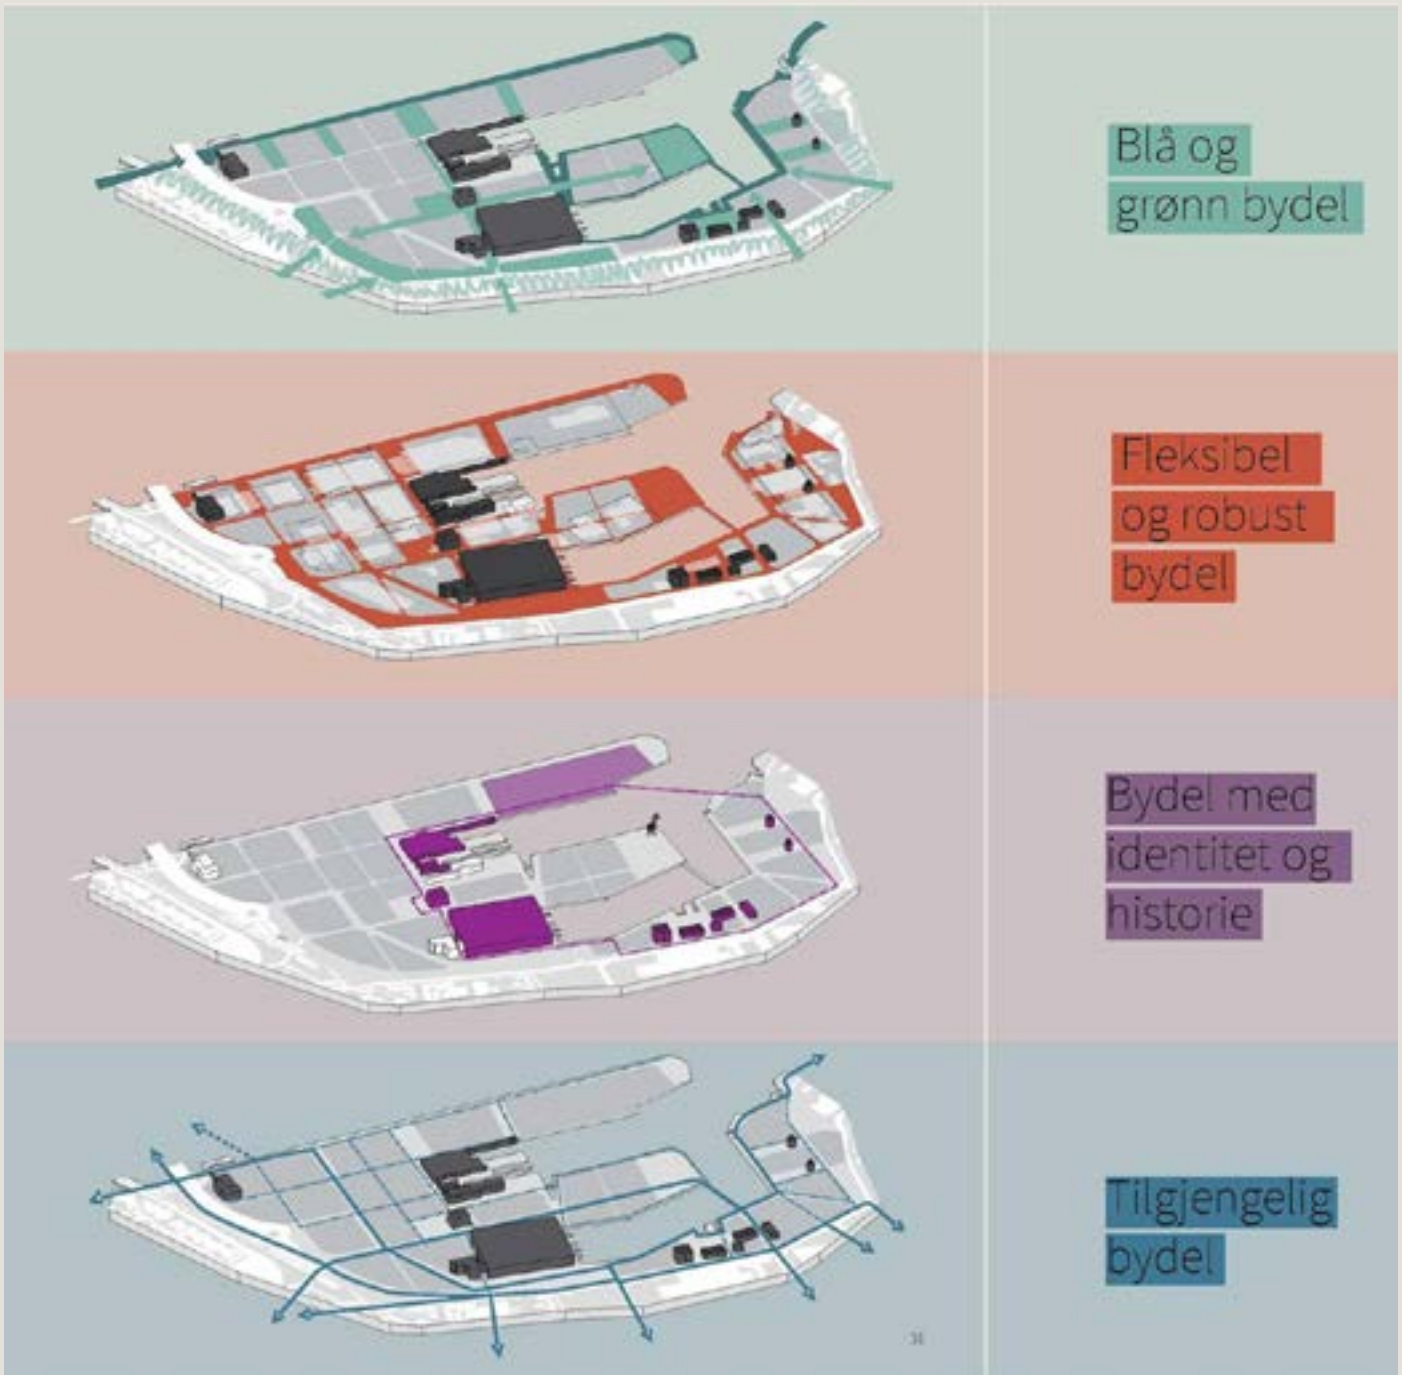 Blå og
grønn bydel
Fleksibel
og robust
bydel
Bydel med
identitet og
historie
Tilgjengelig
bydel